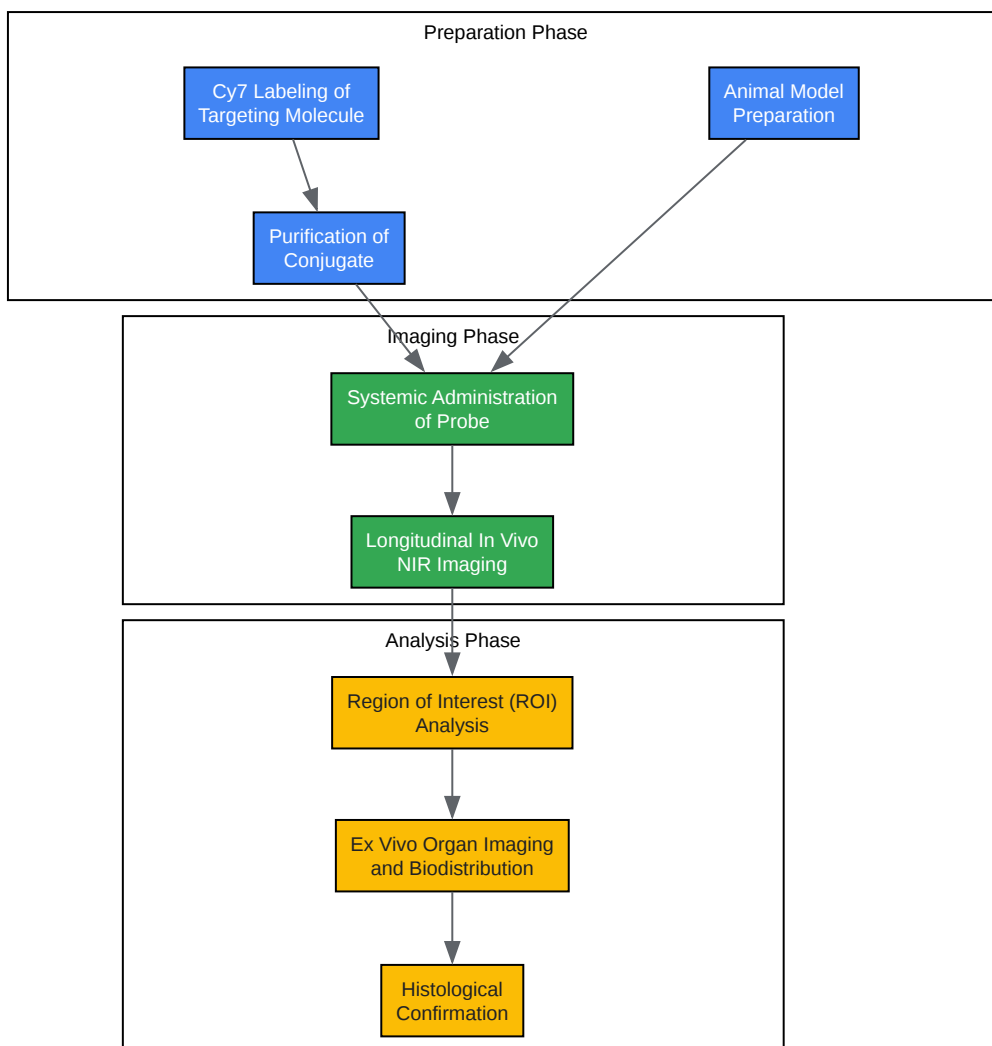 Preparation Phase
Cy7 Labeling of
Targeting Molecule
Animal Model
Preparation
Purification of
Conjugate
Imaging Phase
Systemic Administration
of Probe
Longitudinal In Vivo
NIR Imaging
Analysis Phase
Region of Interest (ROI)
Analysis
Ex Vivo Organ Imaging
and Biodistribution
Histological
Confirmation